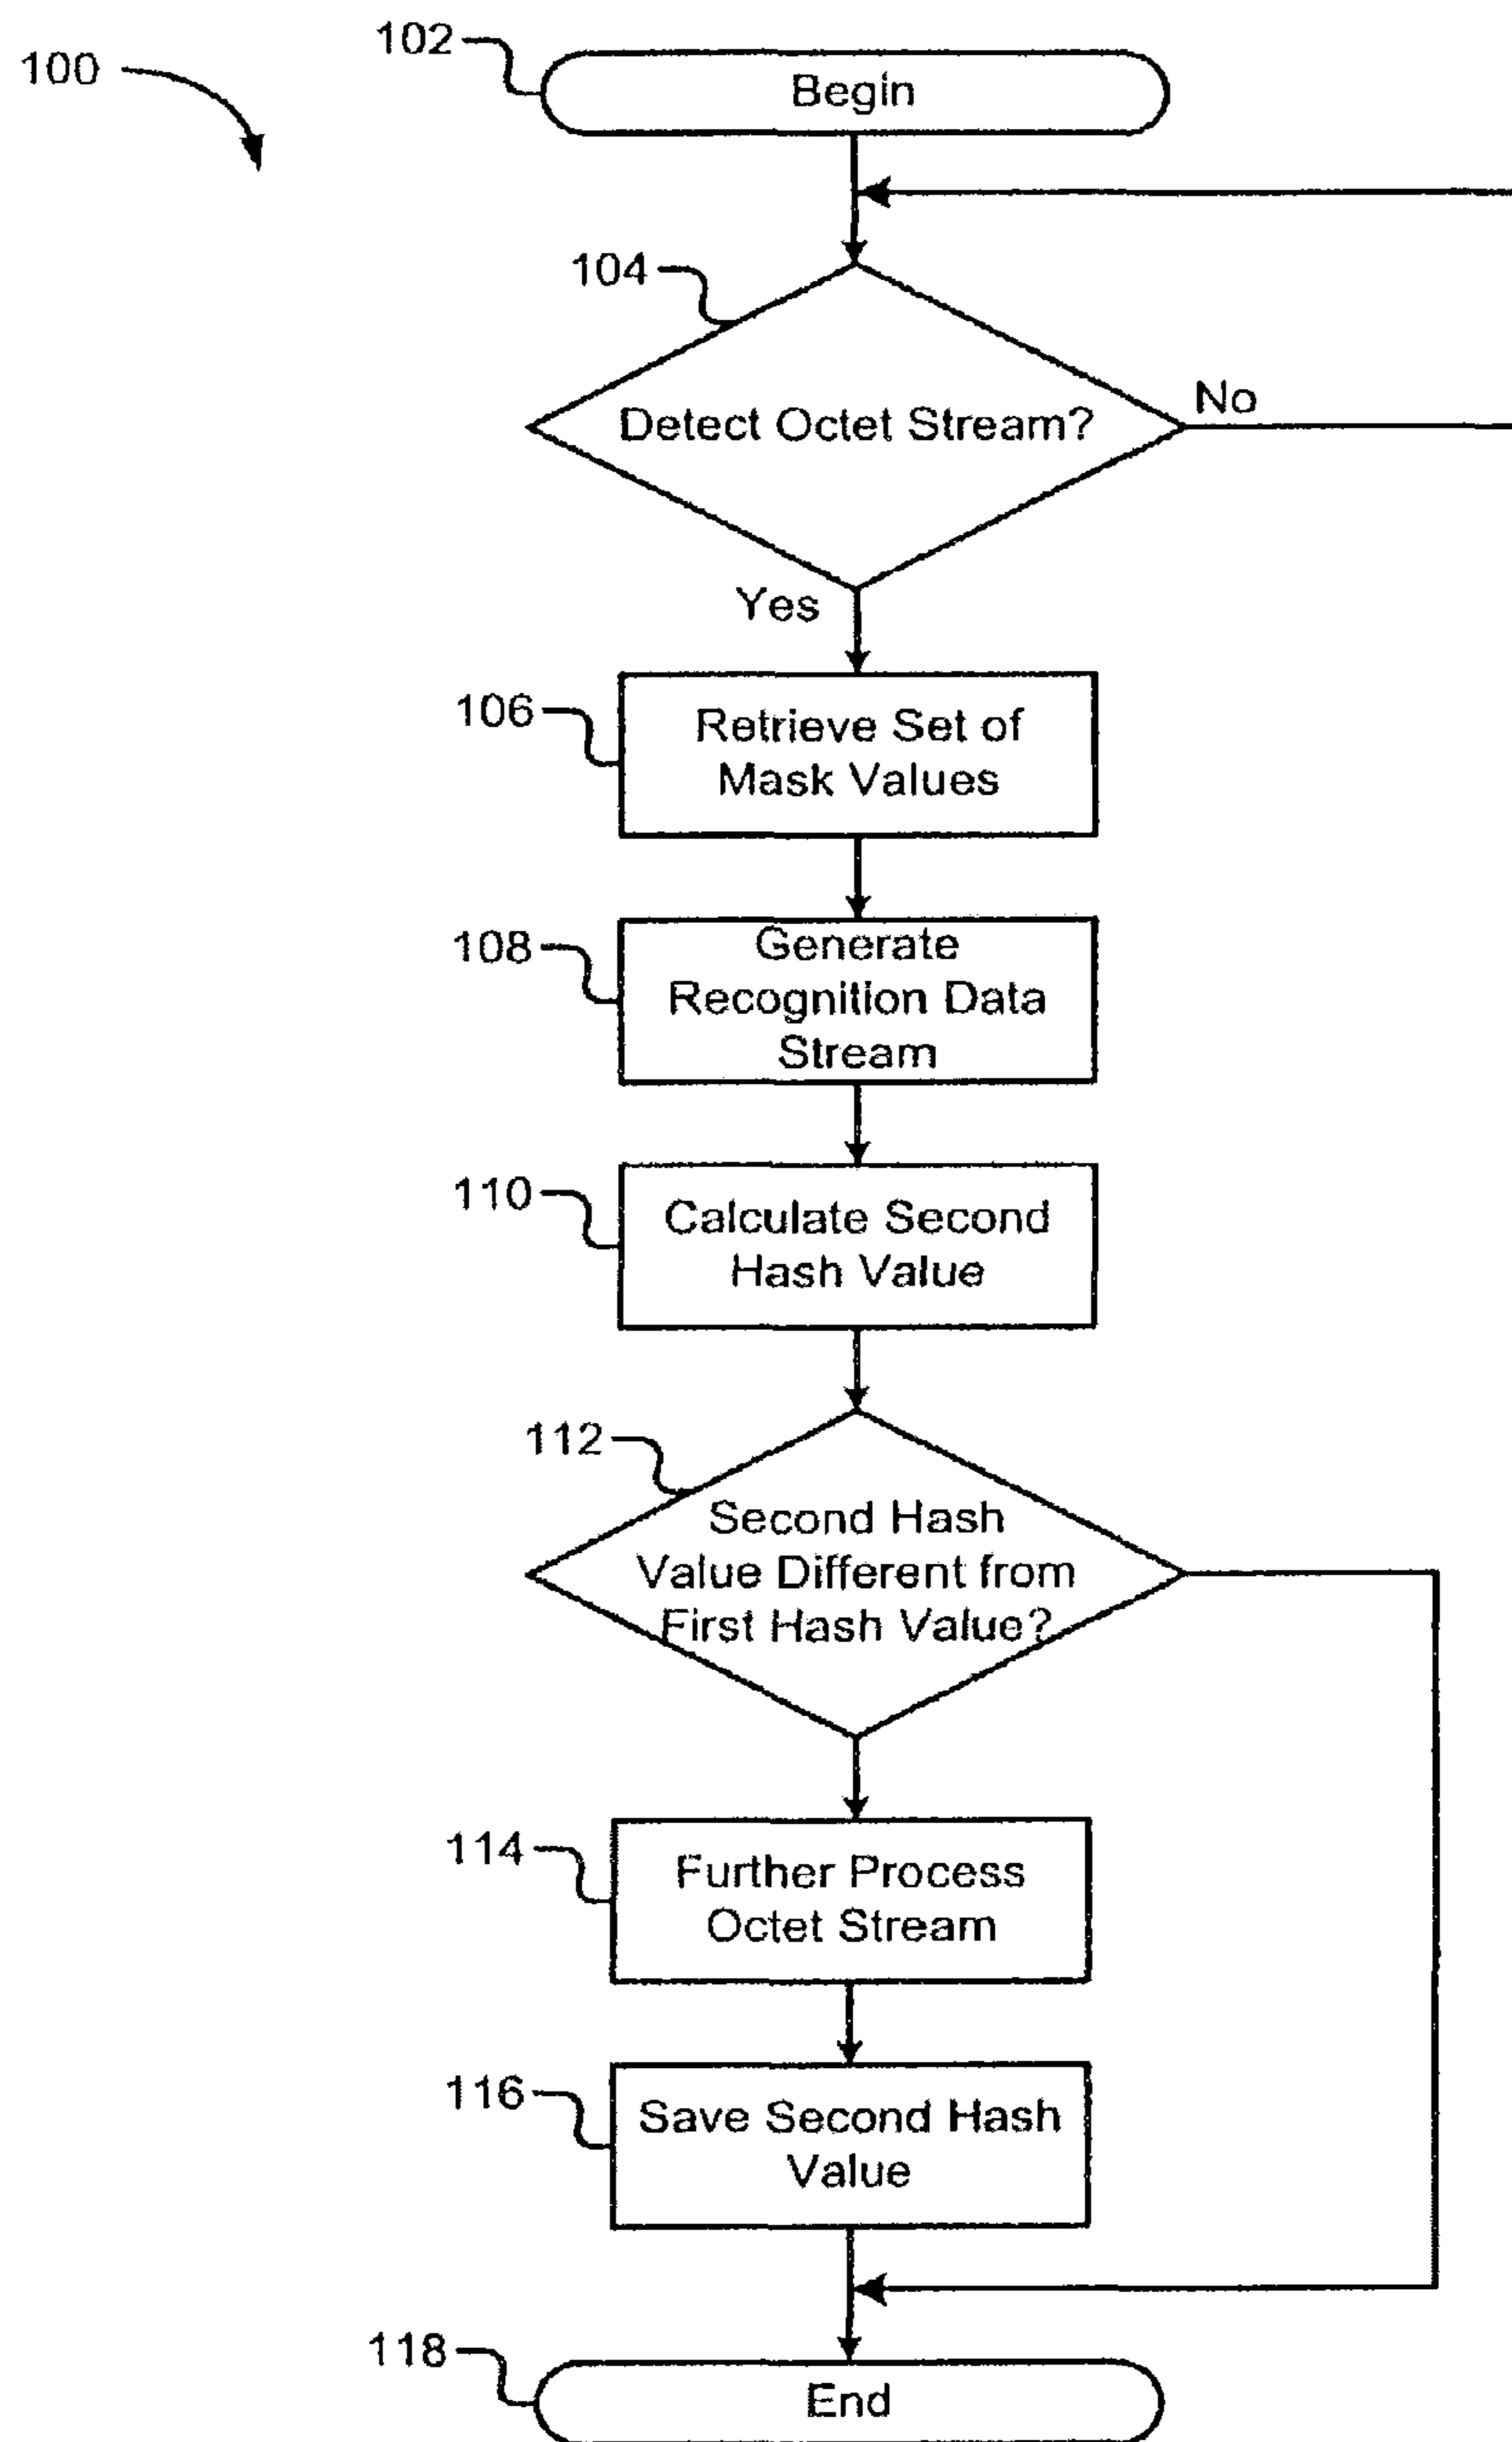 100
102
Begin
104
Detect Octet Stream?
No
Yes
106
Retrieve Set of
Mask Values
108
Generate
Recognition Data
Stream
110
Calculate Second
Hash Value
112
Second Hash
Value Different from
First Hash Value?
114
Further Process
Octet Stream
116
Save Second Hash
Value
118
End